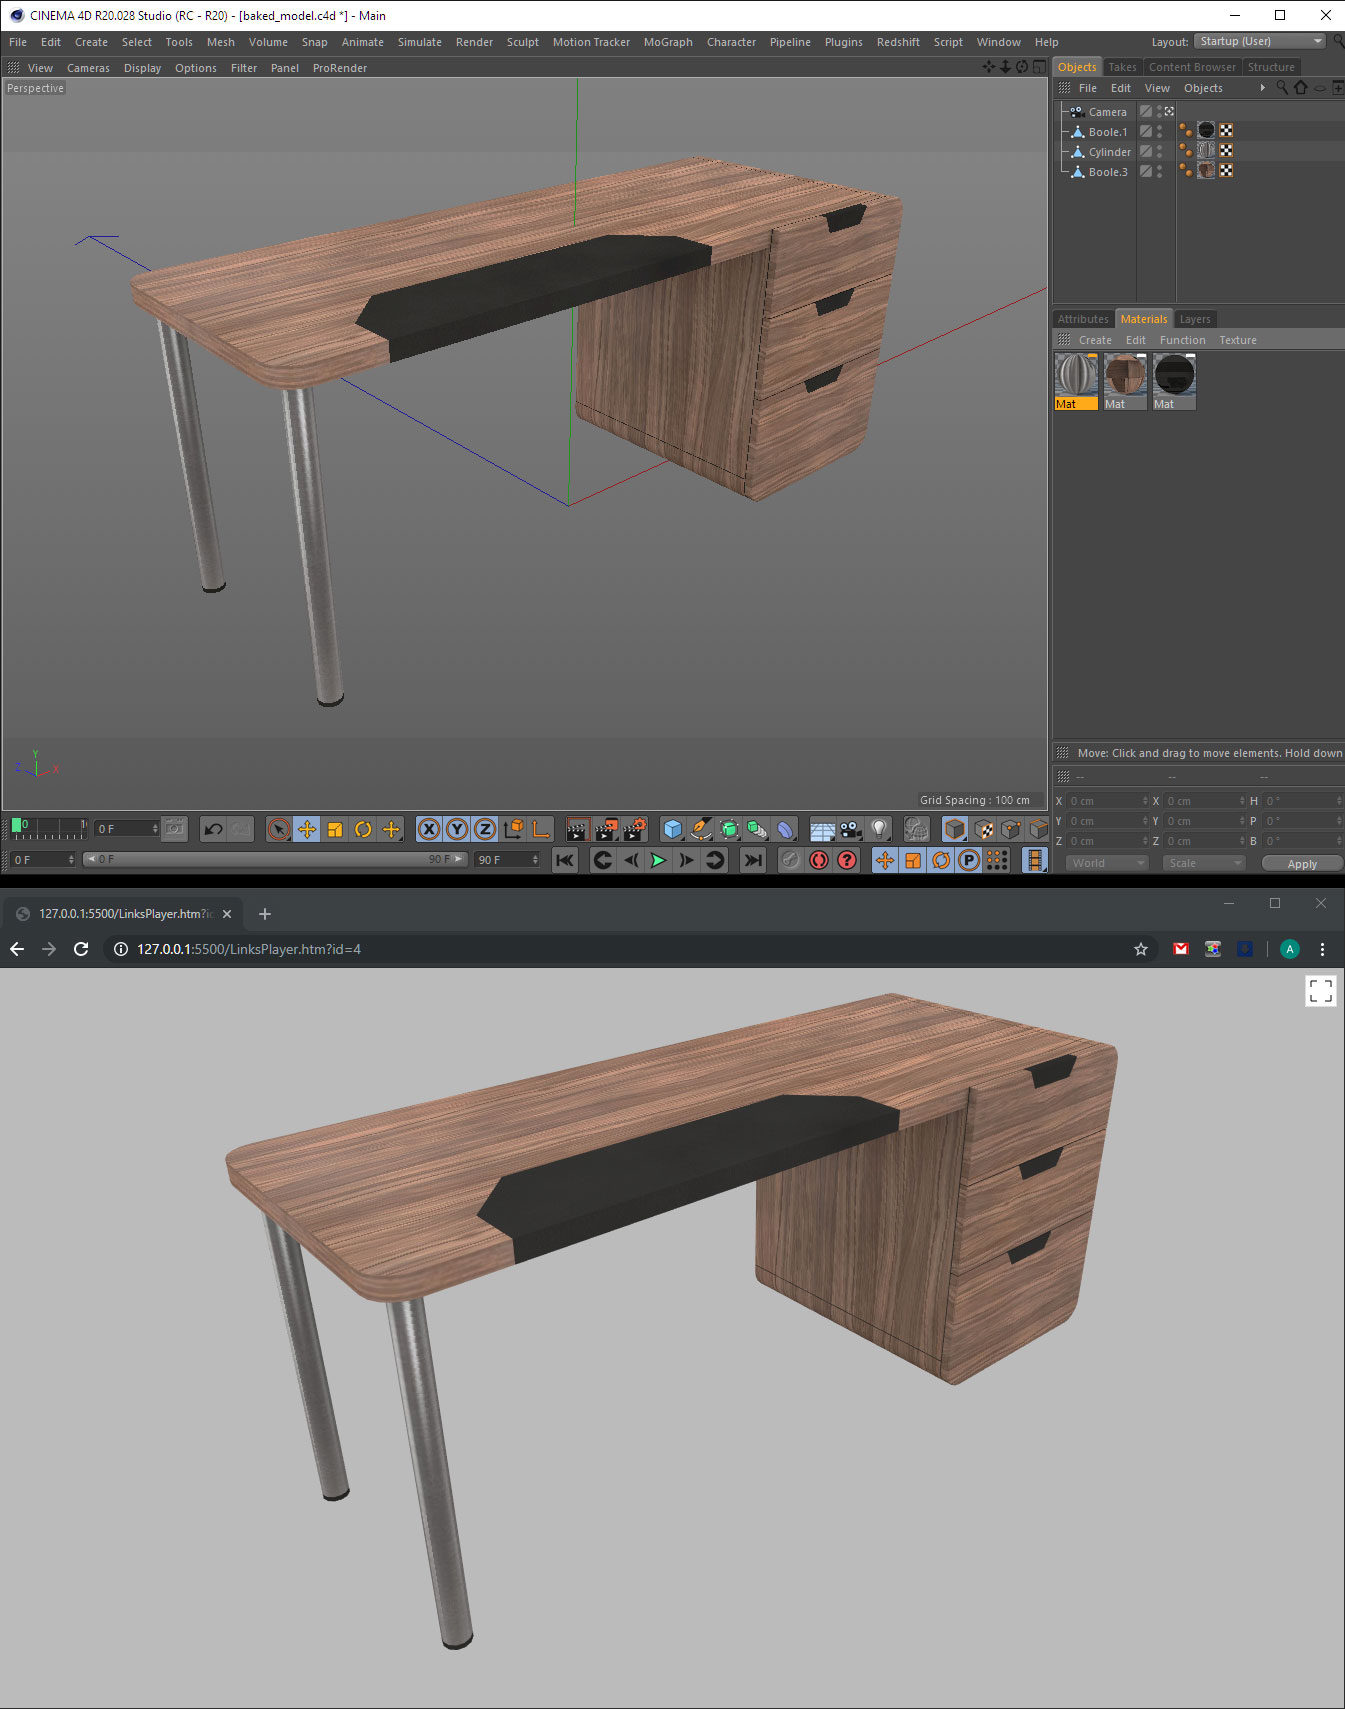 CINEMA 4D R20.028 Studio (RC - R20) - [baked_model.c4d *] - Main
File Edit Create Select Tools Mesh Volume Snap Animate Simulate Render Sculpt Motion Tracker MoGraph Character Pipeline Plugins Redshift Script Window Help Layout: Startup (User)
View Cameras Display Options Filter Panel ProRender
Objects Takes Content Browser Structure
Perspective
File Edit View Objects
Camera
Boole.1
Cylinder
Boole.3
Attributes Materials Layers
Create Edit Function Texture
Mat Mat Mat
Y
Z X
Grid Spacing : 100 cm
Move: Click and drag to move elements. Hold down
-- -- --
X 0 cm X 0 cm H 0 °
Y 0 cm Y 0 cm P 0 °
Z 0 cm Z 0 cm B 0 °
World Scale Apply
0 0 F X Y Z
0 F 0 F 90 F 90 F ? P
127.0.0.1:5500/LinksPlayer.htm?id
127.0.0.1:5500/LinksPlayer.htm?id=4
A